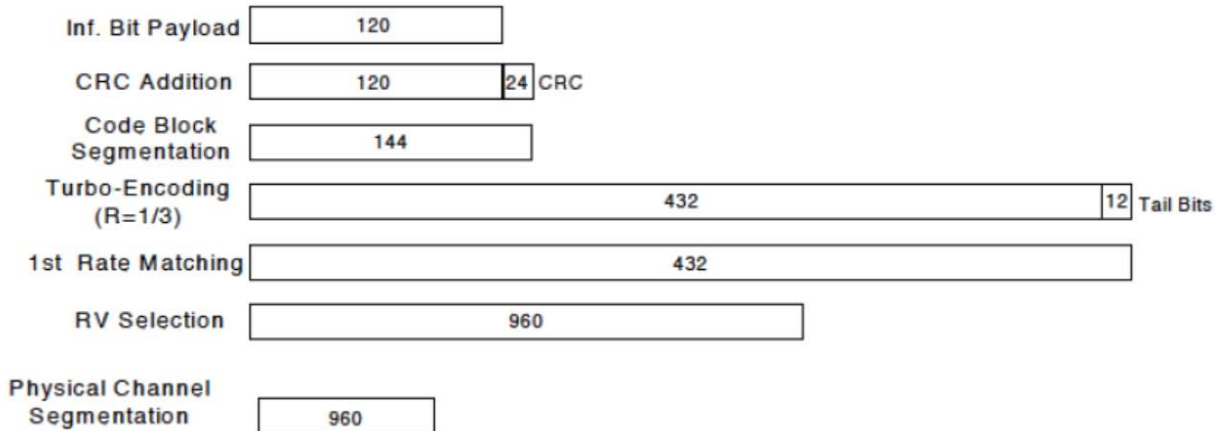 Inf. Bit Payload 120
CRC Addition 120 24 CRC
Code Block
Segmentation 144
Turbo-Encoding
(R=1/3) 432 12 Tail Bits
1st Rate Matching 432
RV Selection 960
Physical Channel
Segmentation 960